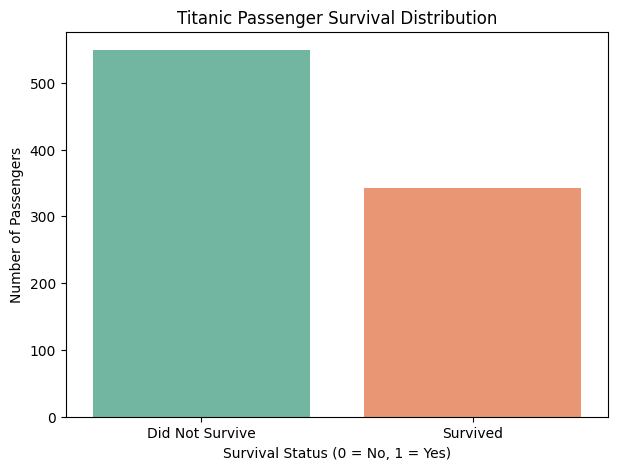 Titanic Passenger Survival Distribution
Number of Passengers
500
400
300
200
100
0
Did Not Survive
Survived
Survival Status (0 = No, 1 = Yes)